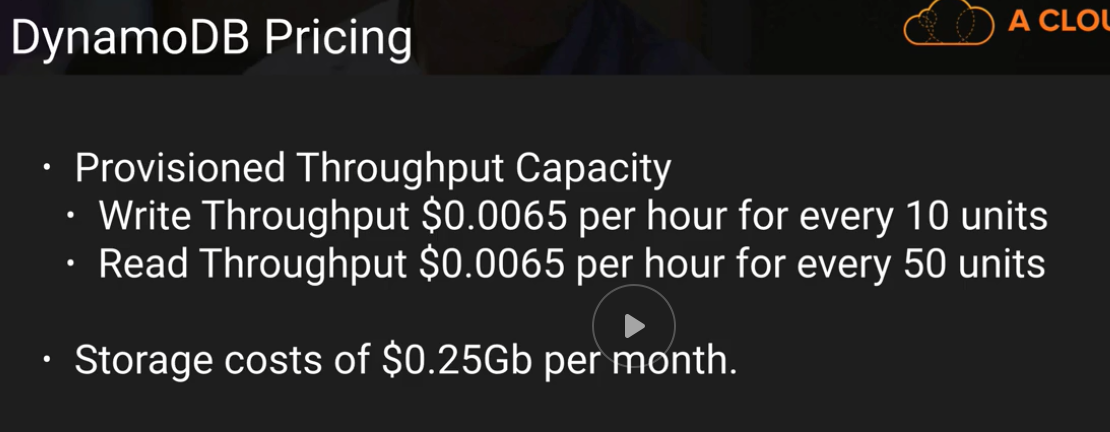 DynamoDB Pricing
A CLOU
• Provisioned Throughput Capacity
• Write Throughput $0.0065 per hour for every 10 units
• Read Throughput $0.0065 per hour for every 50 units
• Storage costs of $0.25Gb per month.